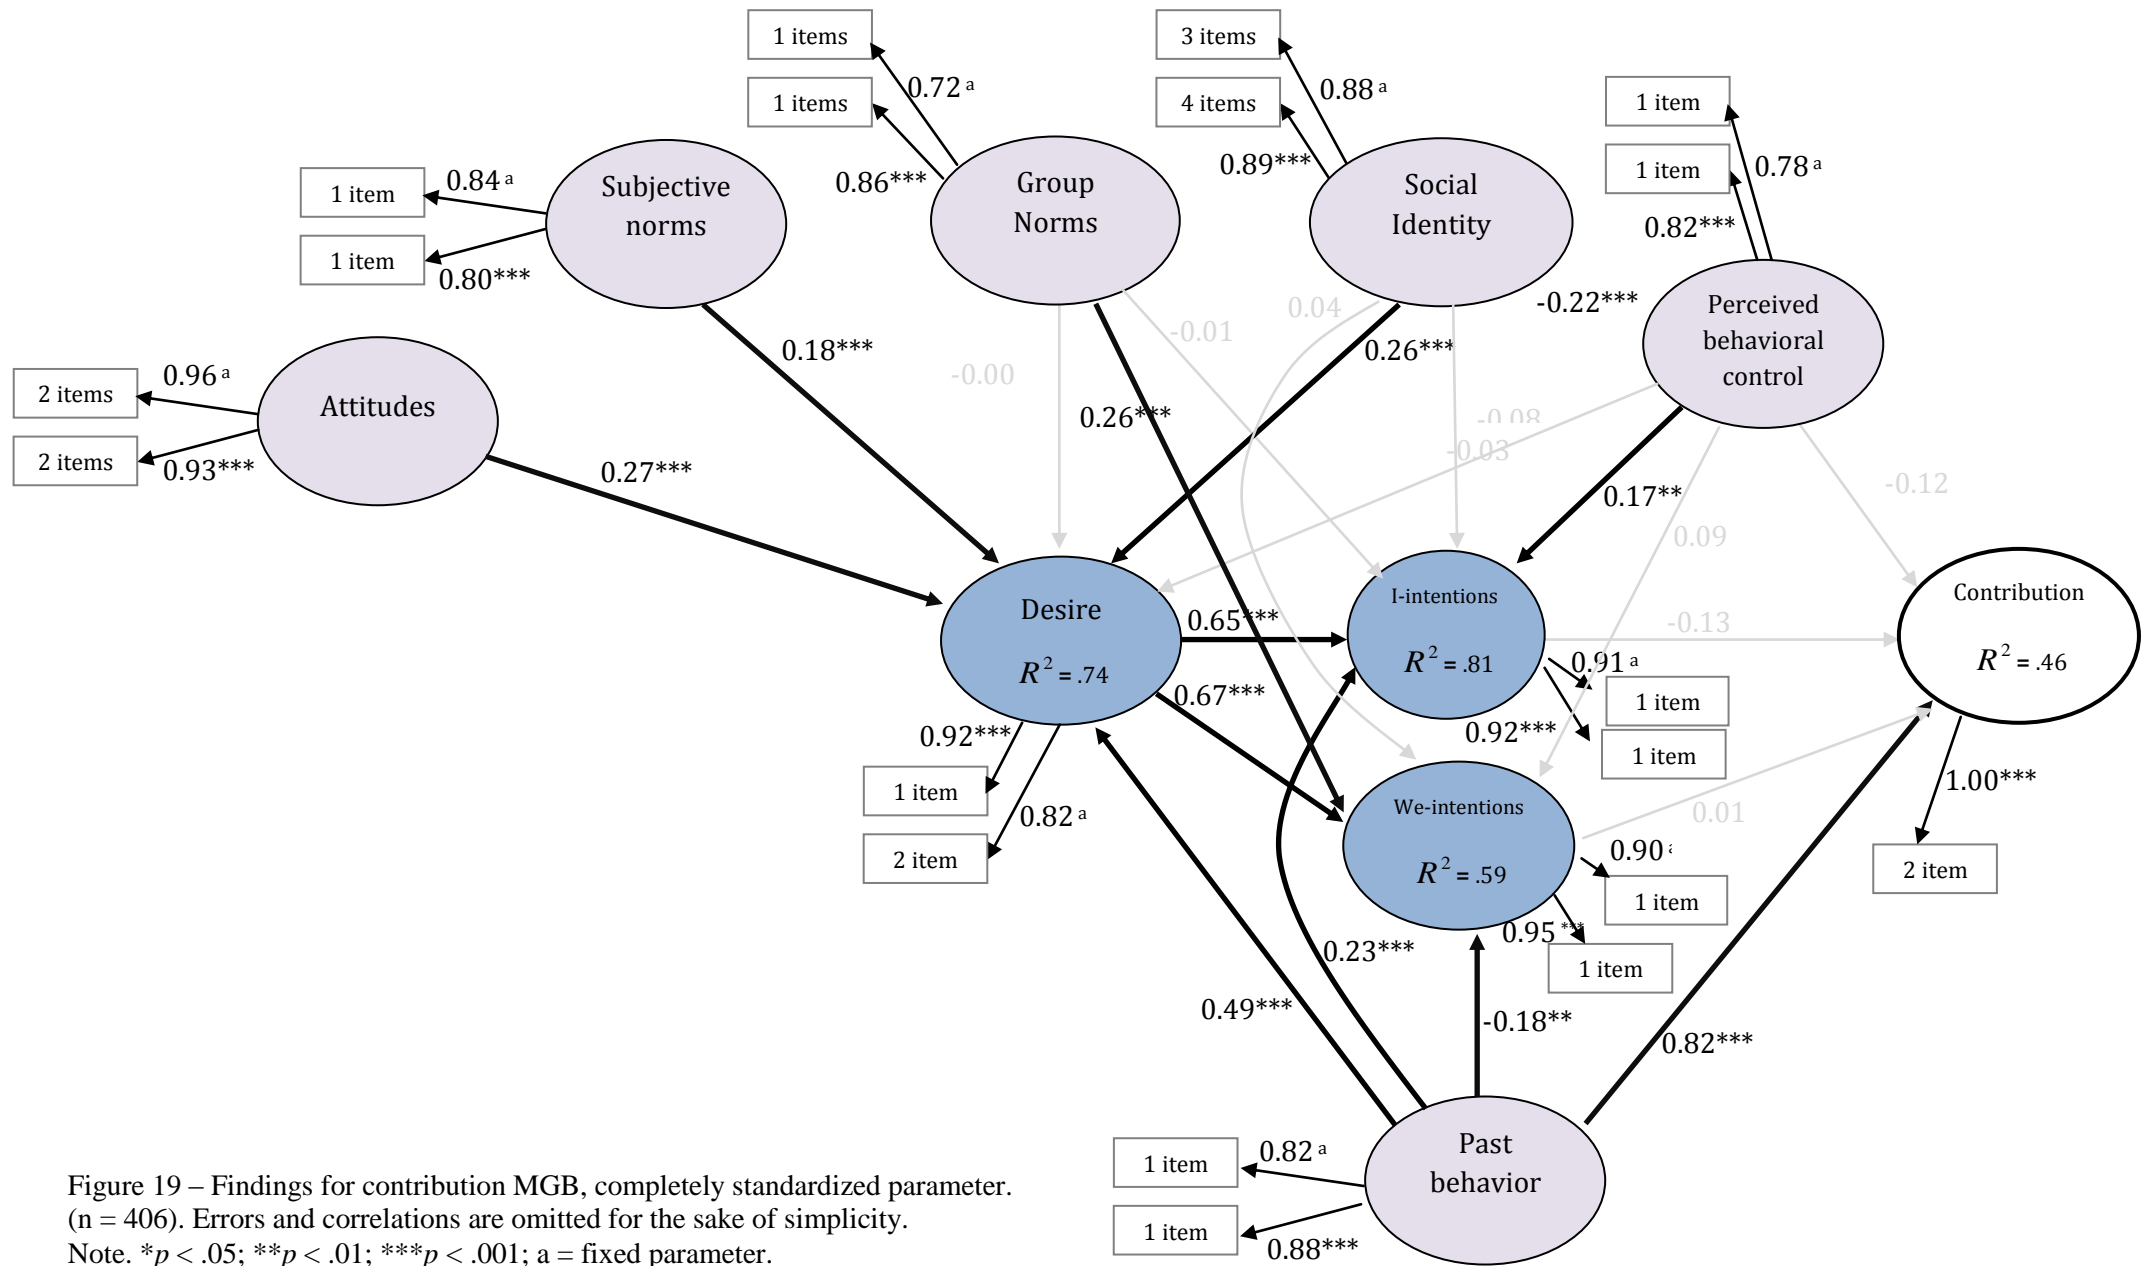 1 items
3 items
1 items
0.72 a
4 items
0.88 a
1 item
0.86***
0.89***
1 item
0.78 a
0.82***
1 item
0.84 a
1 item
0.80***
Subjective
norms
Group
Norms
Social
Identity
-0.22***
Perceived
behavioral
control
0.04
-0.01
0.18***
-0.00
0.26***
2 items
0.96 a
2 items
0.93***
Attitudes
0.27***
0.26***
-0.08
-0.03
0.17**
-0.12
0.09
Desire
R² = .74
0.65***
0.67***
I-intentions
R² = .81
-0.13
Contribution
R² = .46
0.91 a
1 item
0.92***
1 item
0.92***
1 item
0.82 a
2 item
We-intentions
R² = .59
0.01
1.00***
2 item
0.90
1 item
0.95 ***
1 item
0.23***
0.49***
-0.18**
0.82***
Past
behavior
1 item
0.82 a
1 item
0.88***
Figure 19 – Findings for contribution MGB, completely standardized parameter.
(n = 406). Errors and correlations are omitted for the sake of simplicity.
Note. *p < .05; **p < .01; ***p < .001; a = fixed parameter.